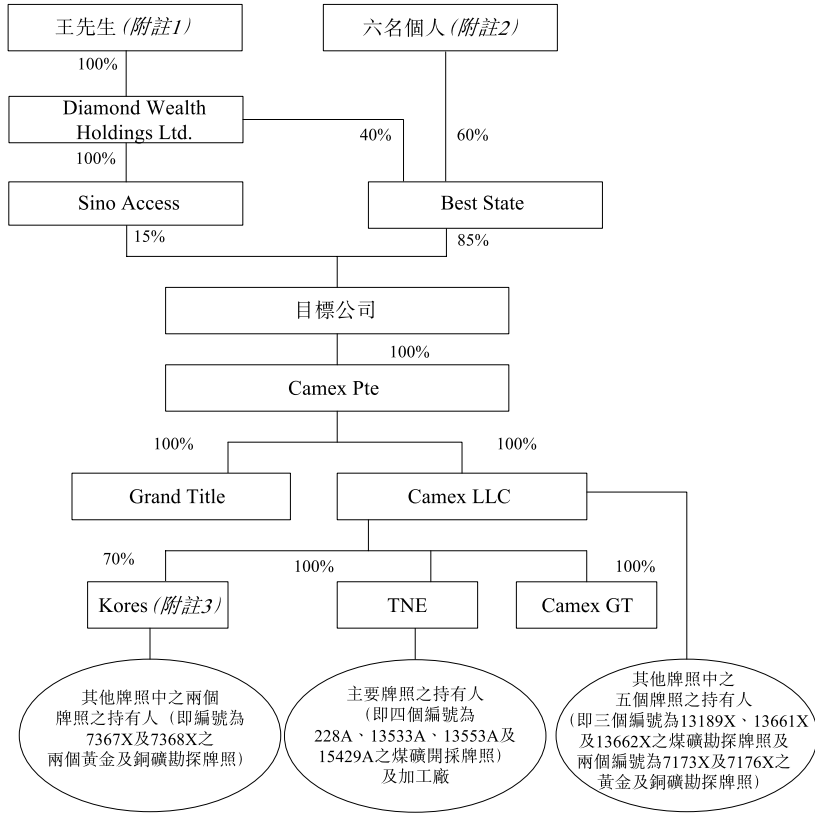 王先生(附註1)
六名個人(附註2)
100%
Diamond Wealth
Holdings Ltd.
40%
60%
100%
Sino Access
Best State
15%
85%
目標公司
100%
Camex Pte
100%
100%
Grand Title
Camex LLC
70%
100%
100%
Kores (附註3)
TNE
Camex GT
其他牌照中之兩個
牌照之持有人（即編號為
7367X及7368X之
兩個黃金及銅礦勘探牌照）
主要牌照之持有人
（即四個編號為
228A、13533A、13553A及
15429A之煤礦開採牌照）
及加工廠
其他牌照中之
五個牌照之持有人
（即三個編號為13189X、13661X
及13662X之煤礦勘探牌照及
兩個編號為7173X及7176X之
黃金及銅礦勘探牌照）